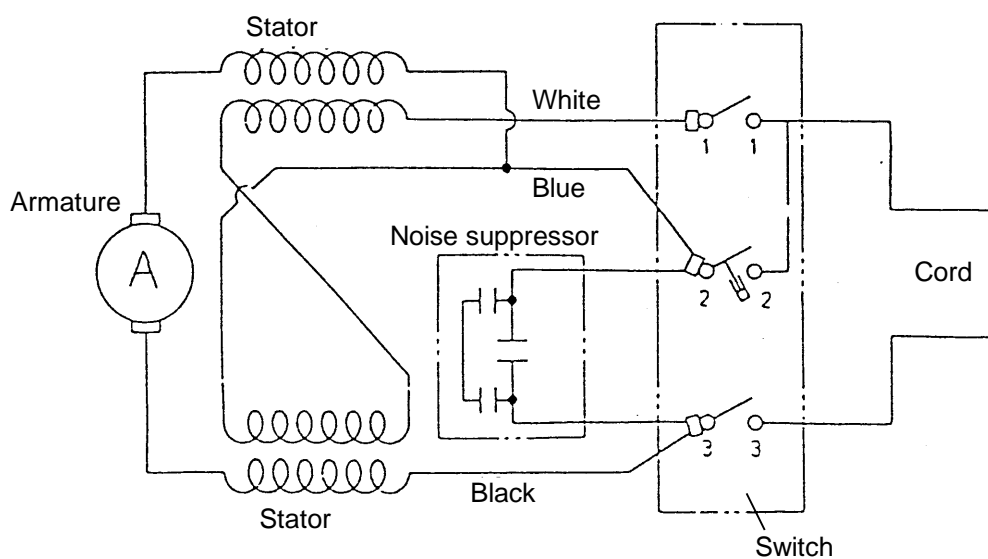 Stator
White
1 1
Blue
Armature
Noise suppressor
A
2 2
Cord
3 3
Black
Stator
Switch